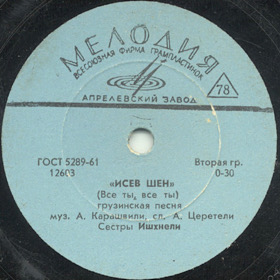 МЕЛОДИЯ
ВСЕСОЮЗНАЯ ФИРМА ГРАМПЛАСТИНОК
78
АПРЕЛЕВСКИЙ ЗАВОД
ГОСТ 5289-61 Вторая гр.
12603 0-30
«ИСЕВ ШЕН»
(Все ты, все ты)
грузинская песня
муз. А. Карашвили, сл. А. Церетели
Сестры Ишхнели